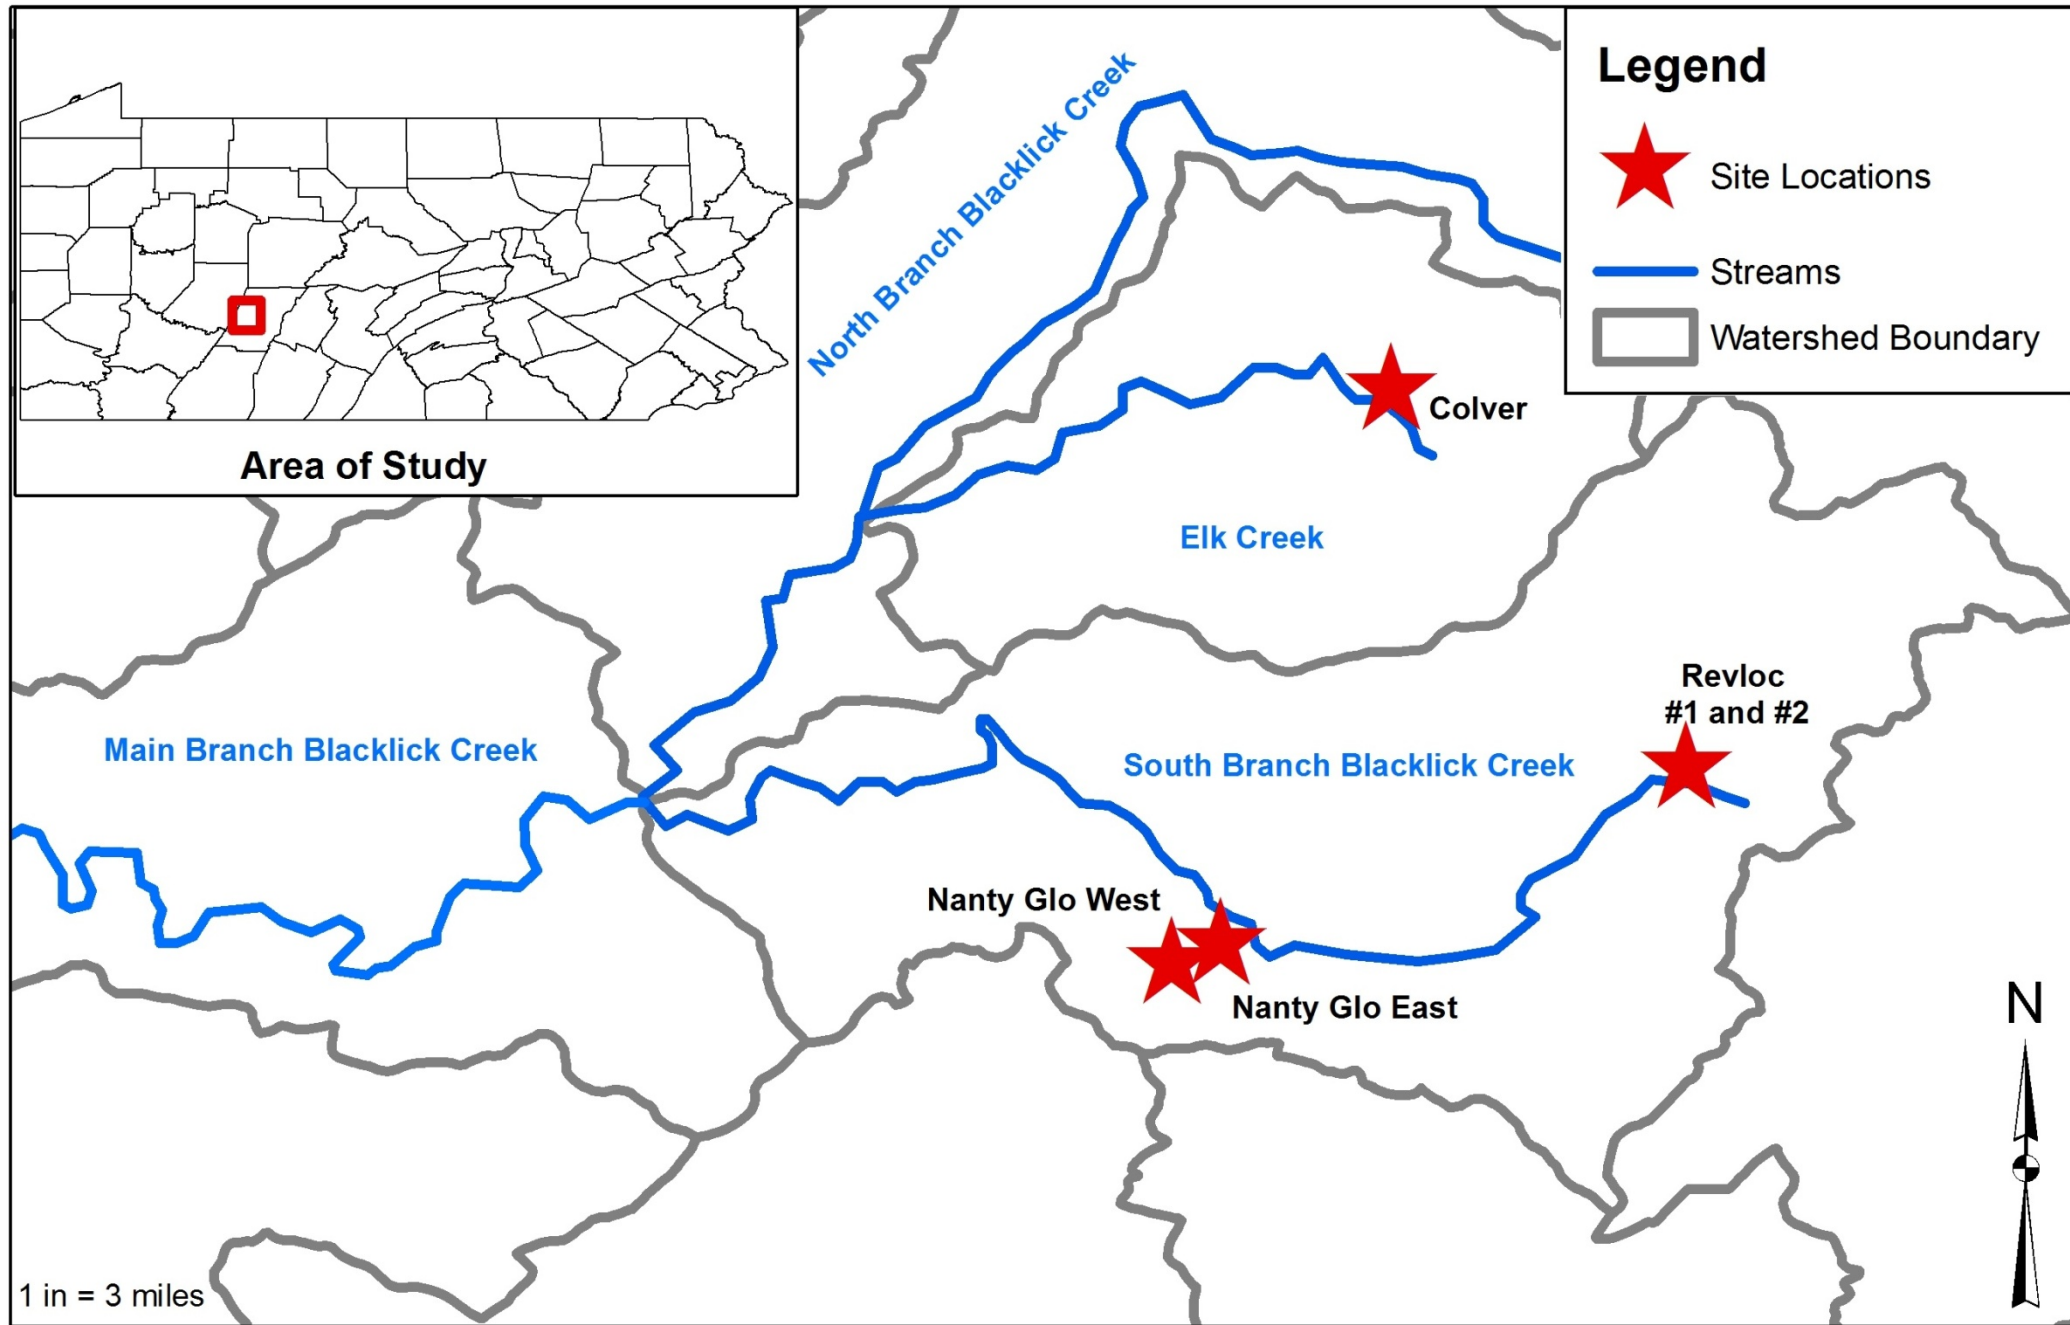 Legend
Site Locations
Streams
Watershed Boundary
Area of Study
North Branch Blacklick Creek
Colver
Elk Creek
Revloc
#1 and #2
Main Branch Blacklick Creek
South Branch Blacklick Creek
Nanty Glo West
Nanty Glo East
N
1 in = 3 miles